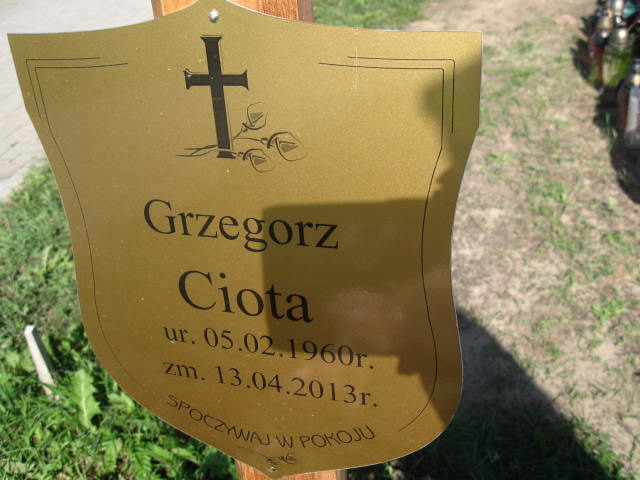 Grzegorz
Ciota
ur. 05.02.1960r.
zm. 13.04.2013r.
SPOCZYWAJ W POKOJU